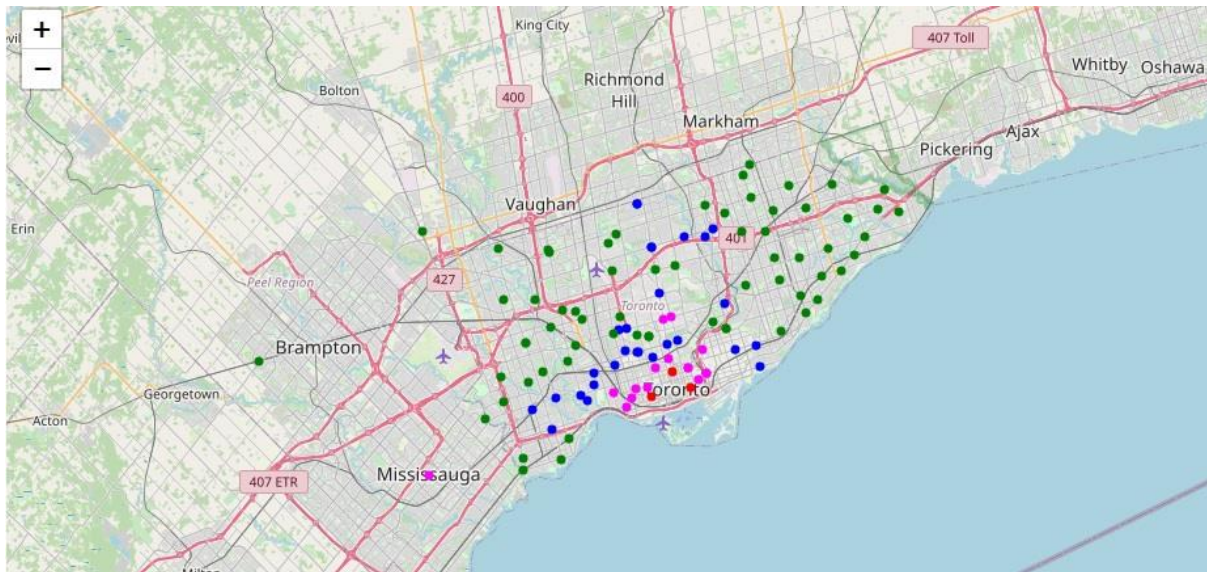 +
−
King City
407 Toll
Whitby
Oshawa
Richmond
Hill
Bolton
400
Markham
Ajax
Pickering
Vaughan
Erin
401
Peel Region
427
Toronto
Brampton
Georgetown
Toronto
Acton
Mississauga
407 ETR